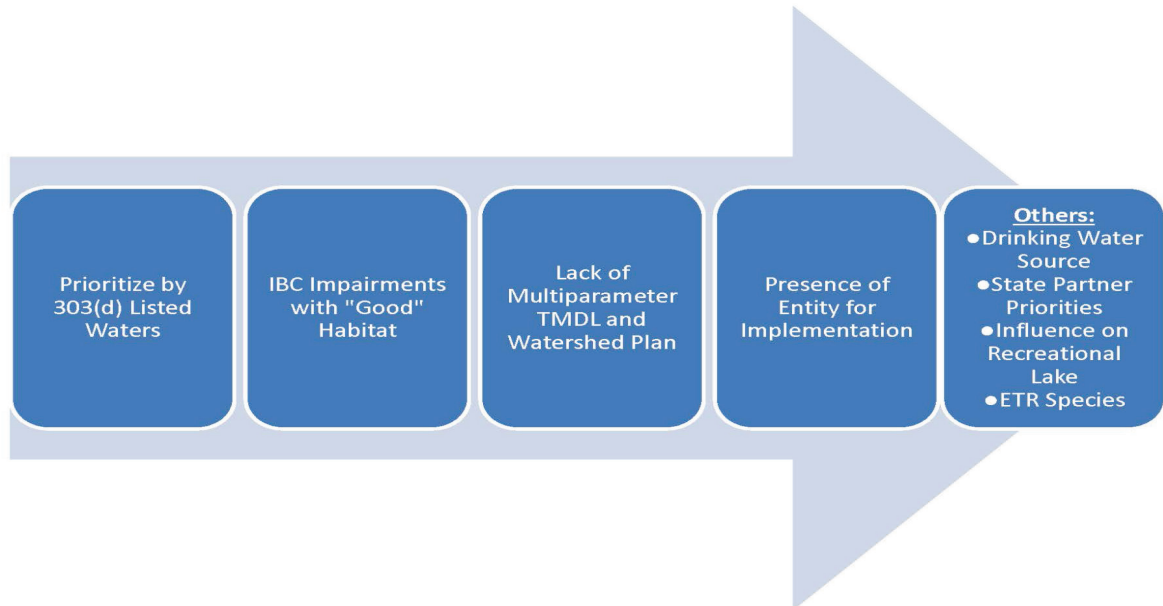 Prioritize by
303(d) Listed
Waters
IBC Impairments
with "Good"
Habitat
Lack of
Multiparameter
TMDL and
Watershed Plan
Presence of
Entity for
Implementation
Others:
●Drinking Water
Source
●State Partner
Priorities
●Influence on
Recreational
Lake
●ETR Species